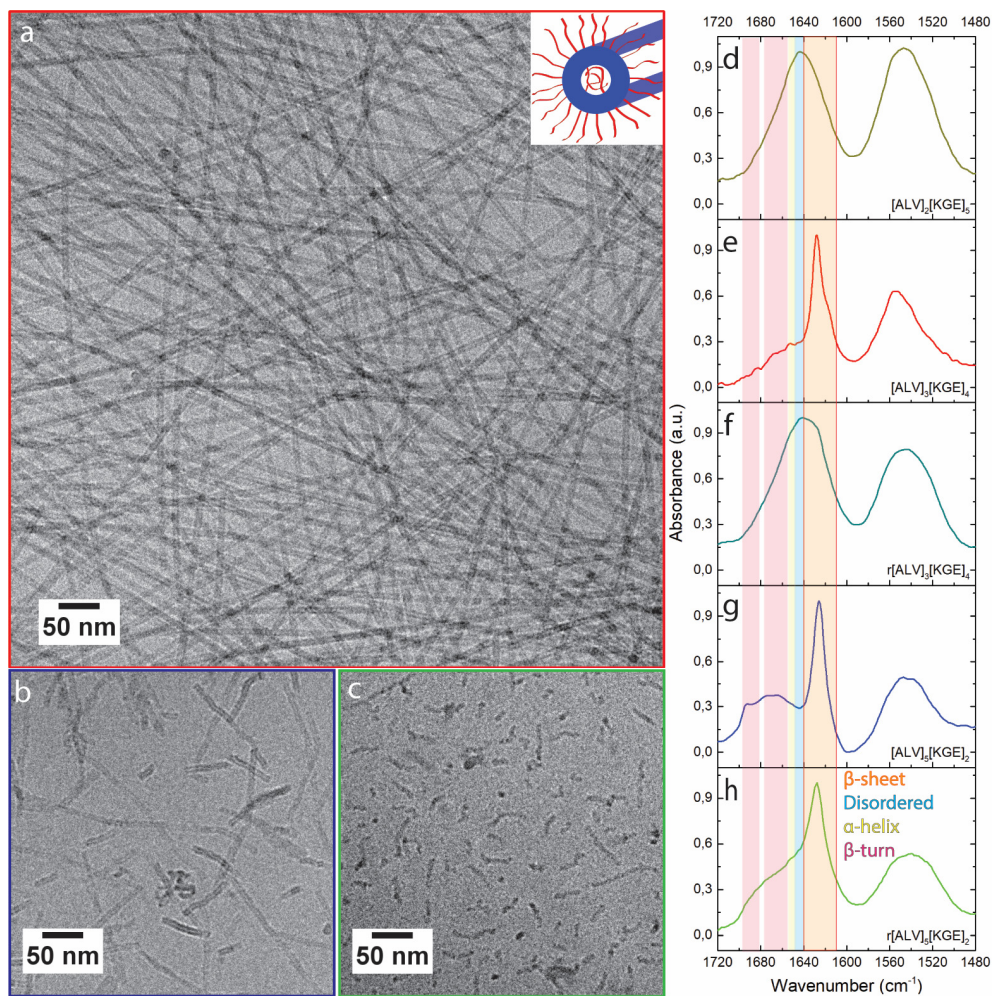 a
50 nm
b
50 nm
c
50 nm
1720 1680 1640 1600 1560 1520 1480
d
0,9
0,6
0,3
0,0
[ALV]₂[KGE]₅
e
0,9
0,6
0,3
0,0
[ALV]₃[KGE]₄
Absorbance (a.u.)
f
0,9
0,6
0,3
0,0
r[ALV]₃[KGE]₄
g
0,9
0,6
0,3
0,0
[ALV]₅[KGE]₂
h
β-sheet
Disordered
α-helix
β-turn
0,9
0,6
0,3
0,0
r[ALV]₅[KGE]₂
1720 1680 1640 1600 1560 1520 1480
Wavenumber (cm⁻¹)